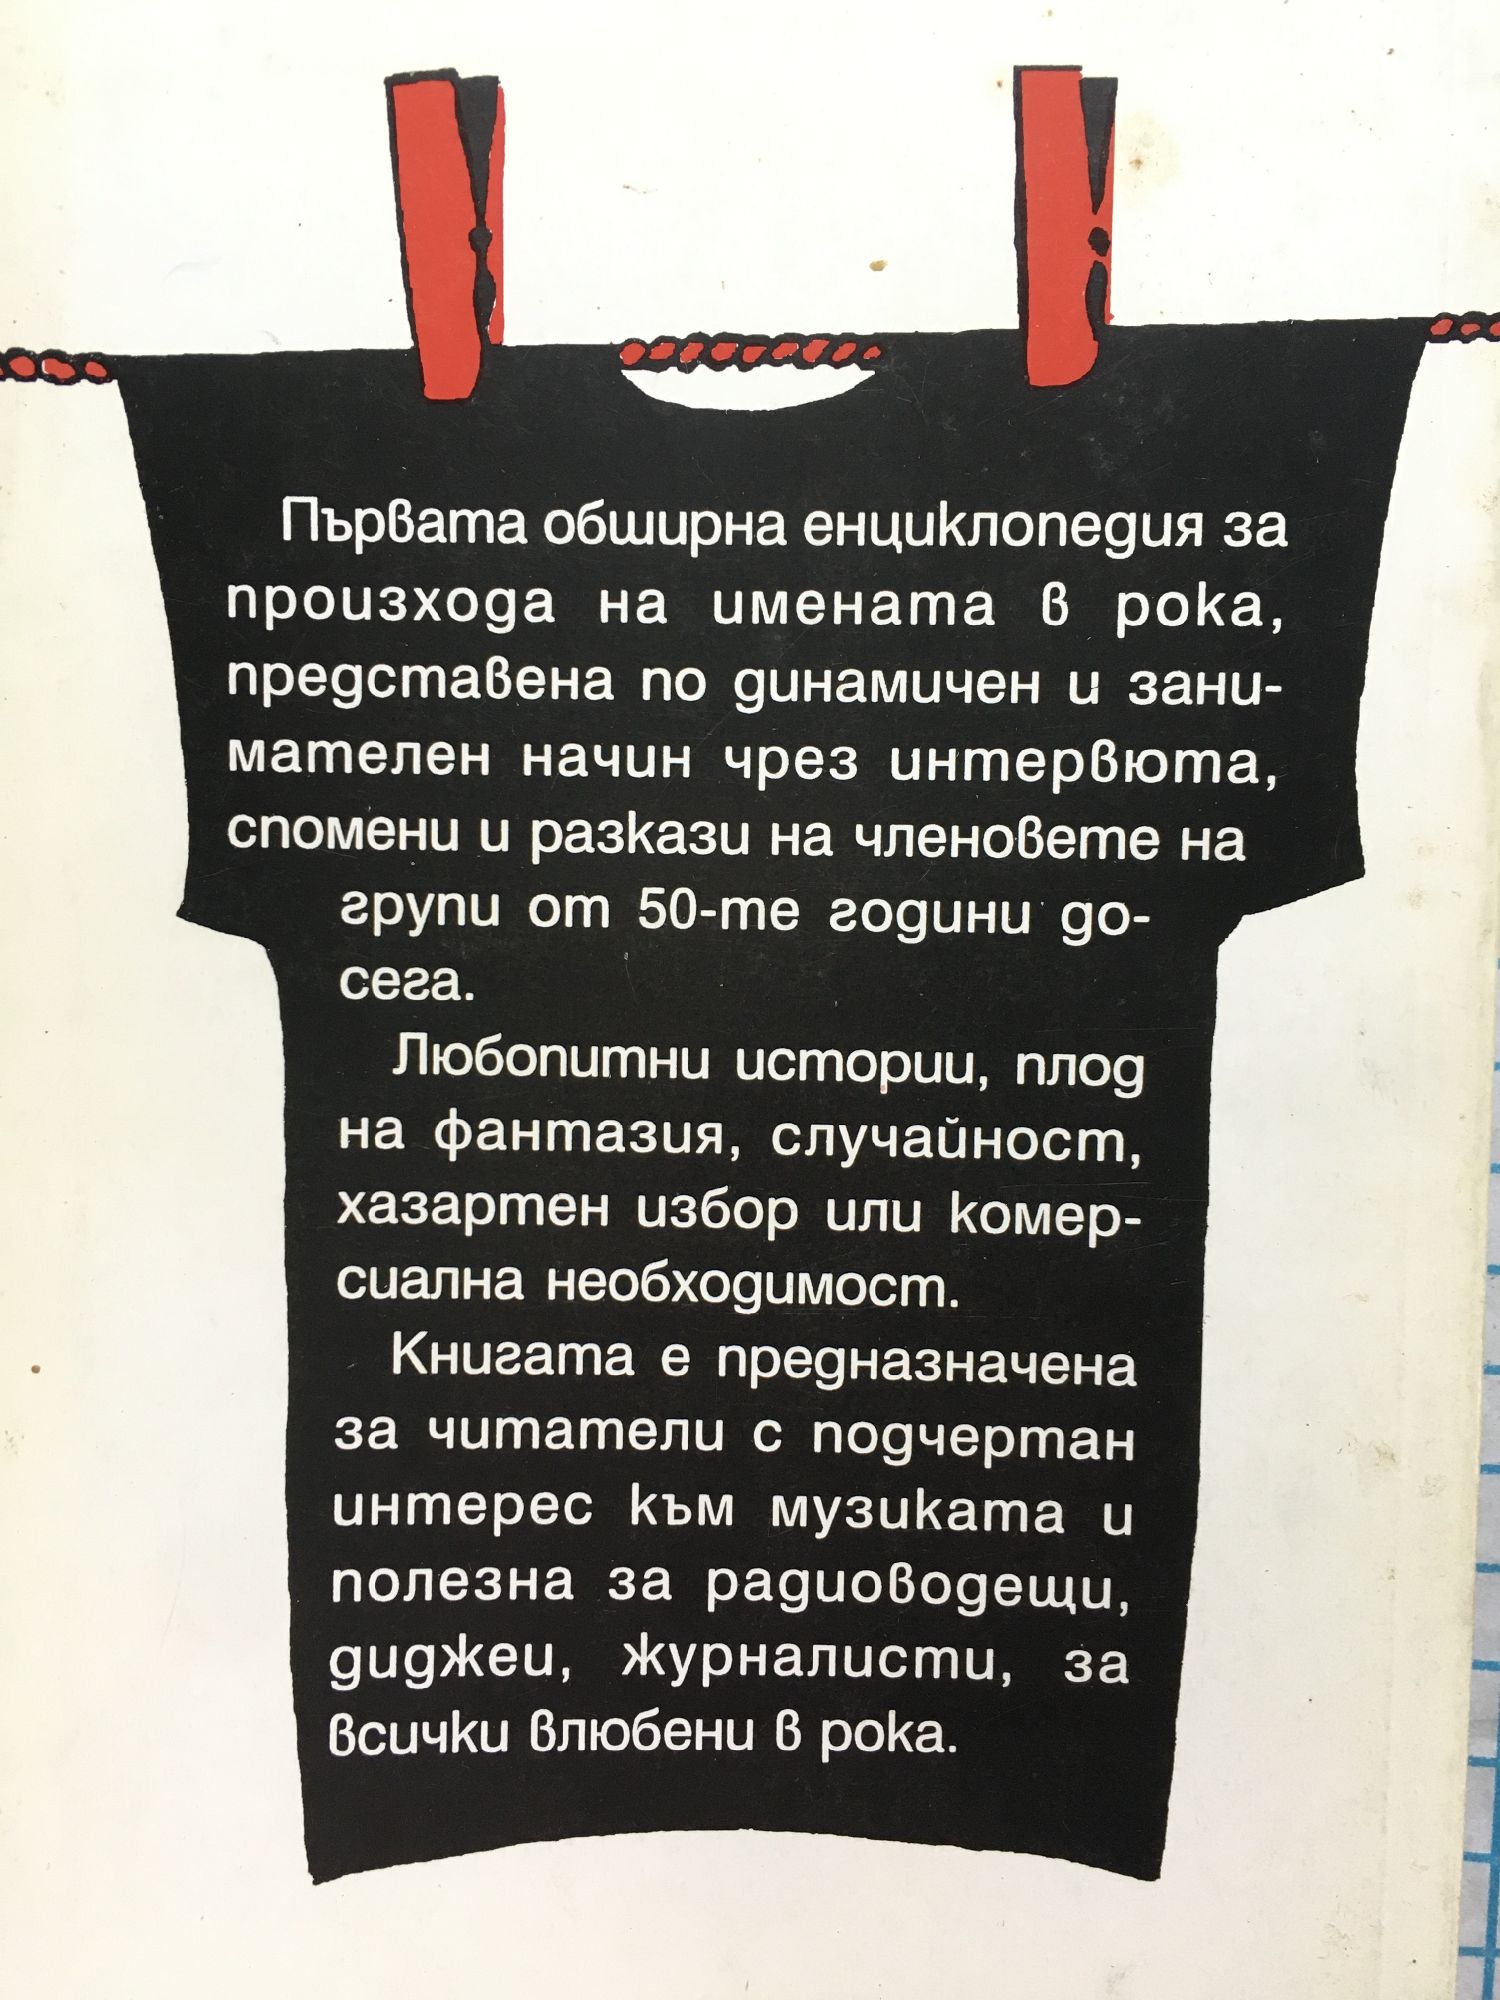 Първата обширна енциклопедия за
произхода на имената в рока,
представена по динамичен и зани-
мателен начин чрез интервюта,
спомени и разкази на членовете на
групи от 50-те години до-
сега.
Любопитни истории, плод
на фантазия, случайност,
хазартен избор или комер-
сиална необходимост.
Книгата е предназначена
за читатели с подчертан
интерес към музиката и
полезна за радиоводещи,
диджеи, журналисти, за
всички влюбени в рока.